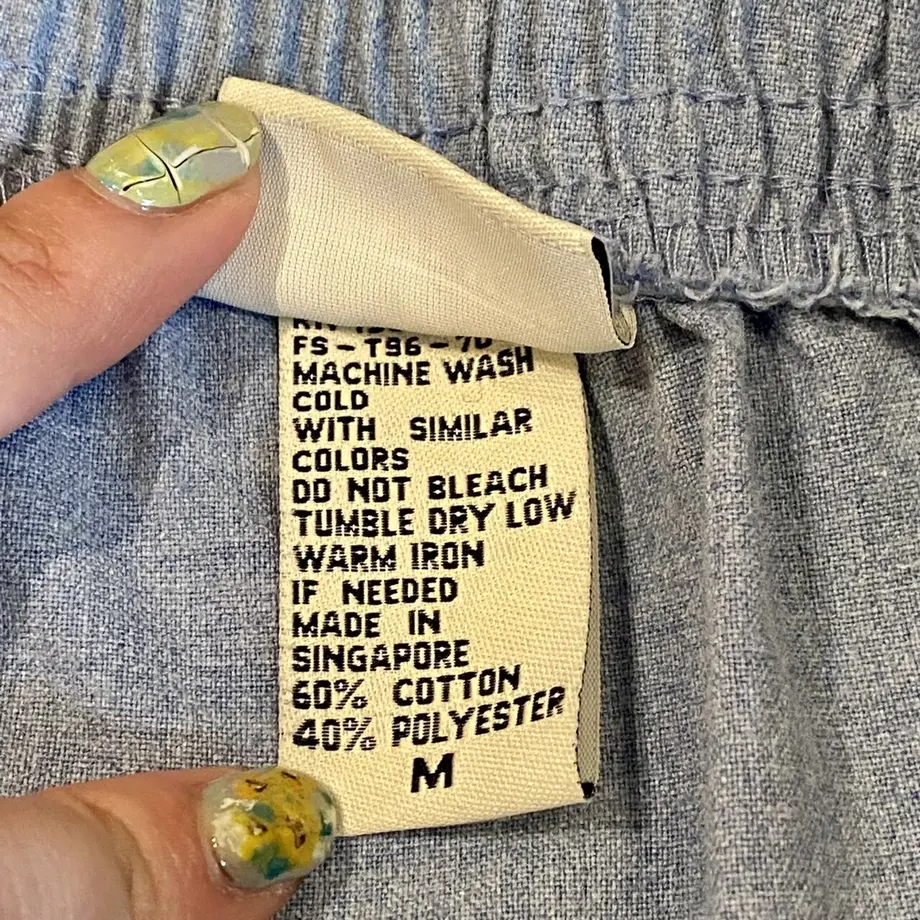 FS - T96 - 70
MACHINE WASH
COLD
WITH SIMILAR
COLORS
DO NOT BLEACH
TUMBLE DRY LOW
WARM IRON
IF NEEDED
MADE IN
SINGAPORE
60% COTTON
40% POLYESTER
M